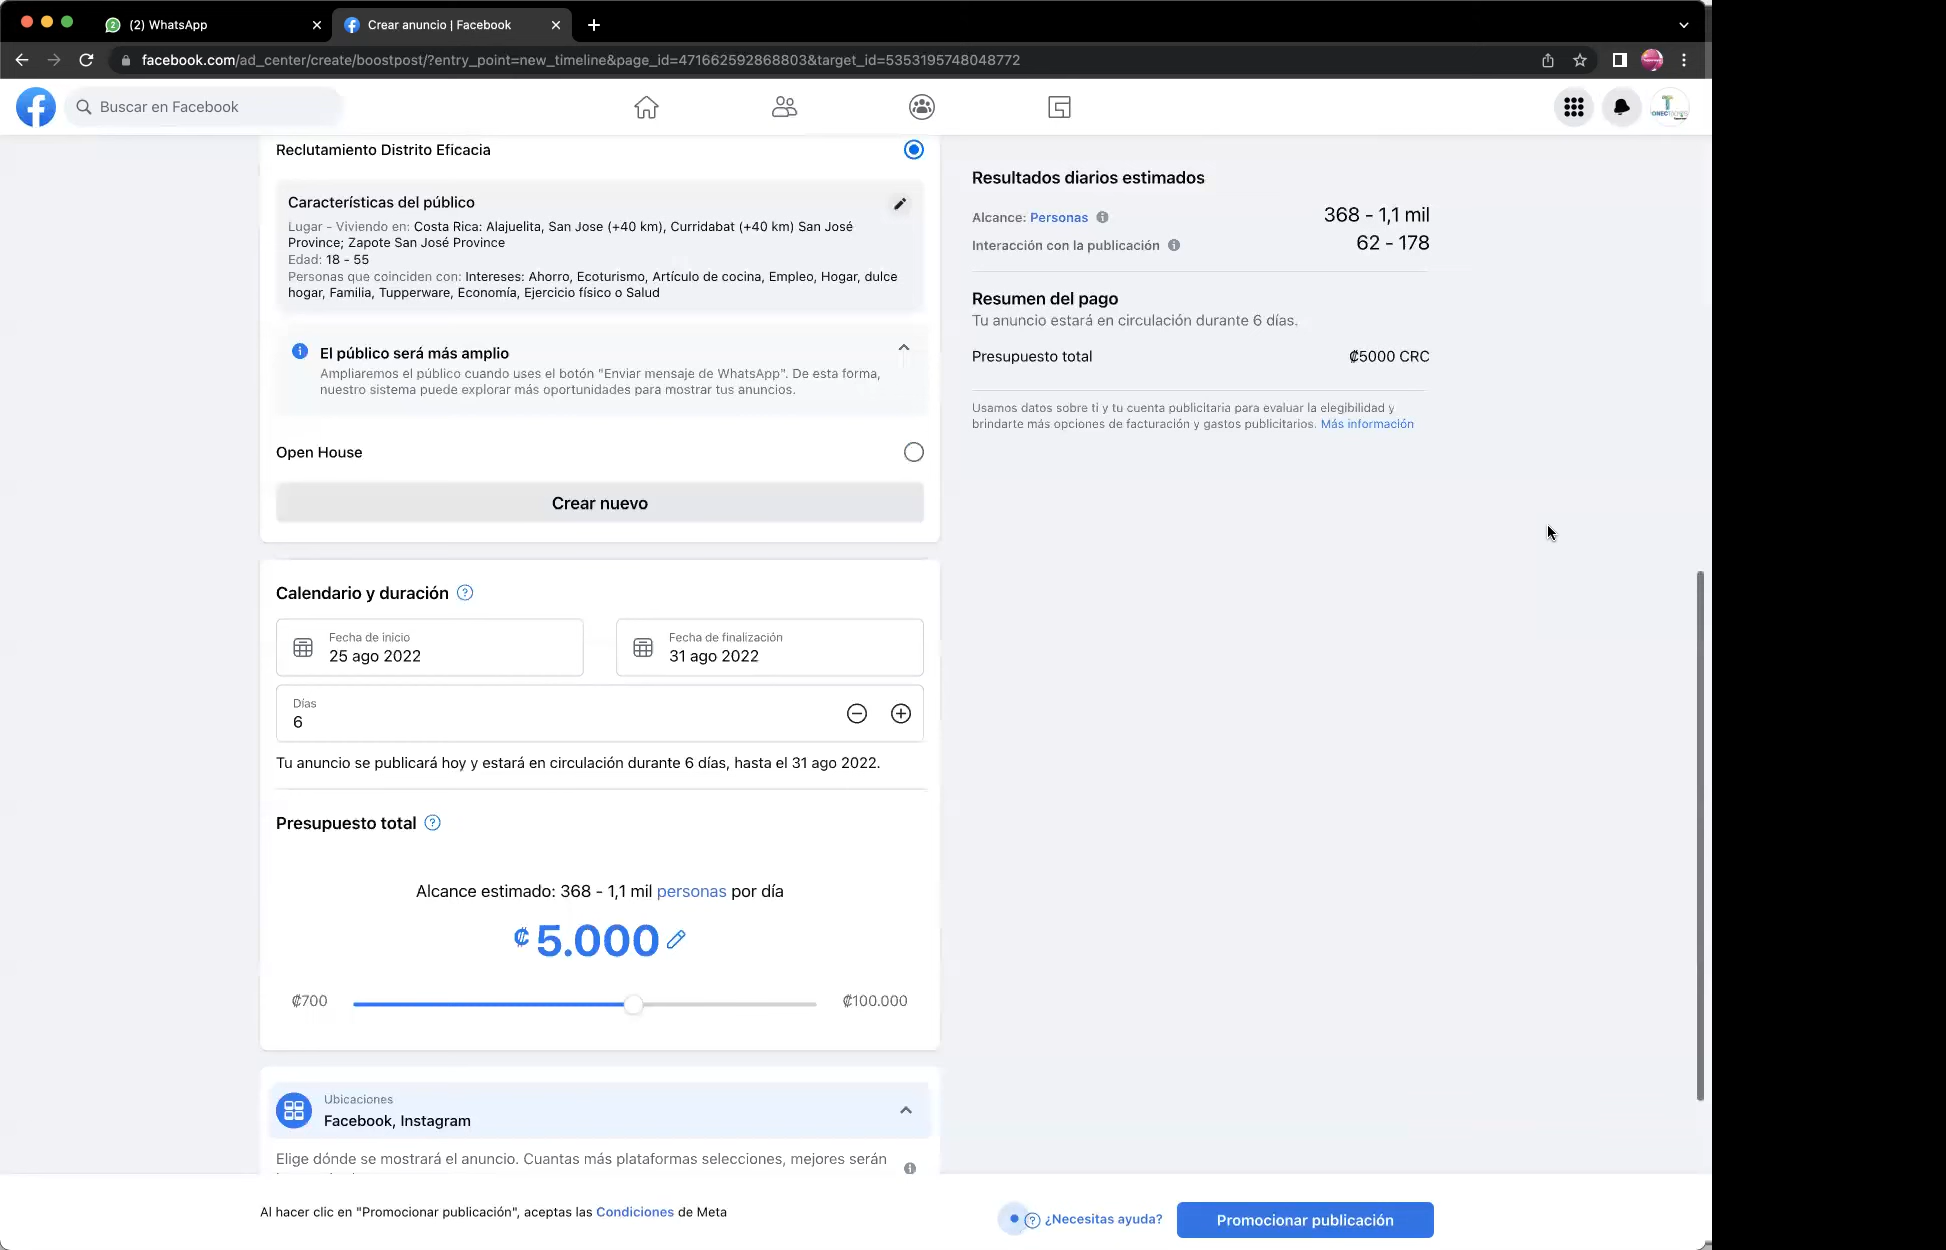 (2) WhatsApp
Crear anuncio | Facebook
facebook.com/ad_center/create/boostpost/?entry_point=new_timeline&page_id=471662592868803&target_id=5353195748048772
Buscar en Facebook
Reclutamiento Distrito Eficacia
Características del público
Lugar - Viviendo en: Costa Rica: Alajuelita, San Jose (+40 km), Curridabat (+40 km) San José
Province; Zapote San José Province
Edad: 18 - 55
Personas que coinciden con: Intereses: Ahorro, Ecoturismo, Artículo de cocina, Empleo, Hogar, dulce
hogar, Familia, Tupperware, Economía, Ejercicio físico o Salud
El público será más amplio
Ampliaremos el público cuando uses el botón "Enviar mensaje de WhatsApp". De esta forma,
nuestro sistema puede explorar más oportunidades para mostrar tus anuncios.
Open House
Crear nuevo
Calendario y duración
Fecha de inicio
25 ago 2022
Fecha de finalización
31 ago 2022
Días
6
Tu anuncio se publicará hoy y estará en circulación durante 6 días, hasta el 31 ago 2022.
Presupuesto total
Alcance estimado: 368 - 1,1 mil personas por día
₡ 5.000
₡700
₡100.000
Ubicaciones
Facebook, Instagram
Elige dónde se mostrará el anuncio. Cuantas más plataformas selecciones, mejores serán
Resultados diarios estimados
Alcance: Personas
368 - 1,1 mil
Interacción con la publicación
62 - 178
Resumen del pago
Tu anuncio estará en circulación durante 6 días.
Presupuesto total
₡5000 CRC
Usamos datos sobre ti y tu cuenta publicitaria para evaluar la elegibilidad y
brindarte más opciones de facturación y gastos publicitarios. Más información
Al hacer clic en "Promocionar publicación", aceptas las Condiciones de Meta
¿Necesitas ayuda?
Promocionar publicación